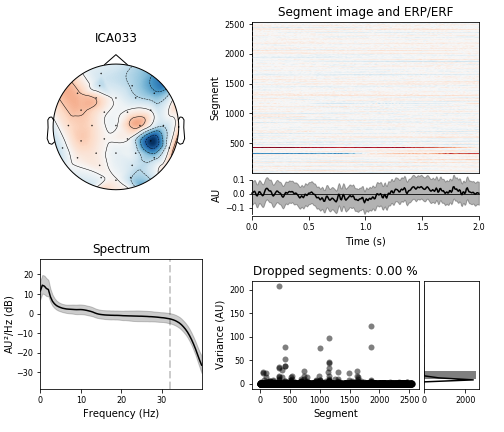 ICA033
Segment image and ERP/ERF
Segment
2500
2000
1500
1000
500
AU
0.1
0.0
−0.1
0.0 0.5 1.0 1.5 2.0
Time (s)
Spectrum
AU²/Hz (dB)
20
10
0
−10
−20
−30
0 10 20 30
Frequency (Hz)
Dropped segments: 0.00 %
Variance (AU)
200
150
100
50
0
0 500 1000 1500 2000 2500
Segment
0 2000